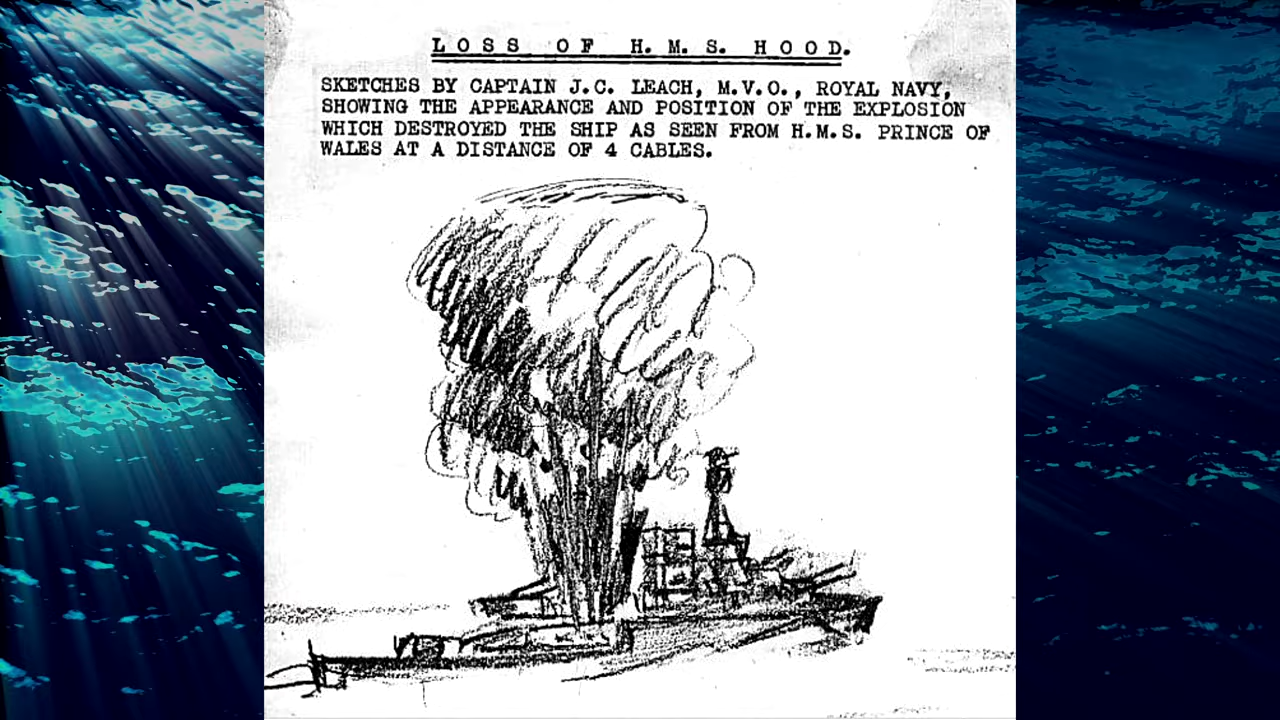 LOSS OF H.M.S. HOOD.
SKETCHES BY CAPTAIN J.C. LEACH, M.V.O., ROYAL NAVY,
SHOWING THE APPEARANCE AND POSITION OF THE EXPLOSION
WHICH DESTROYED THE SHIP AS SEEN FROM H.M.S. PRINCE OF
WALES AT A DISTANCE OF 4 CABLES.